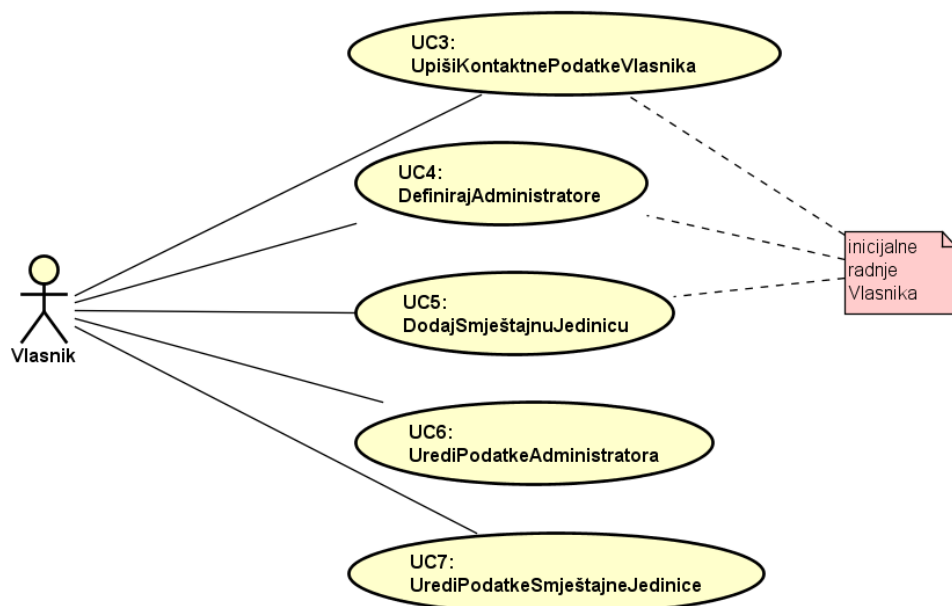 UC3:
UpišiKontaktnePodatkeVlasnika
UC4:
DefinirajAdministratore
inicijalne
radnje
Vlasnika
UC5:
DodajSmještajnuJedinicu
Vlasnik
UC6:
UrediPodatkeAdministratora
UC7:
UrediPodatkeSmještajneJedinice